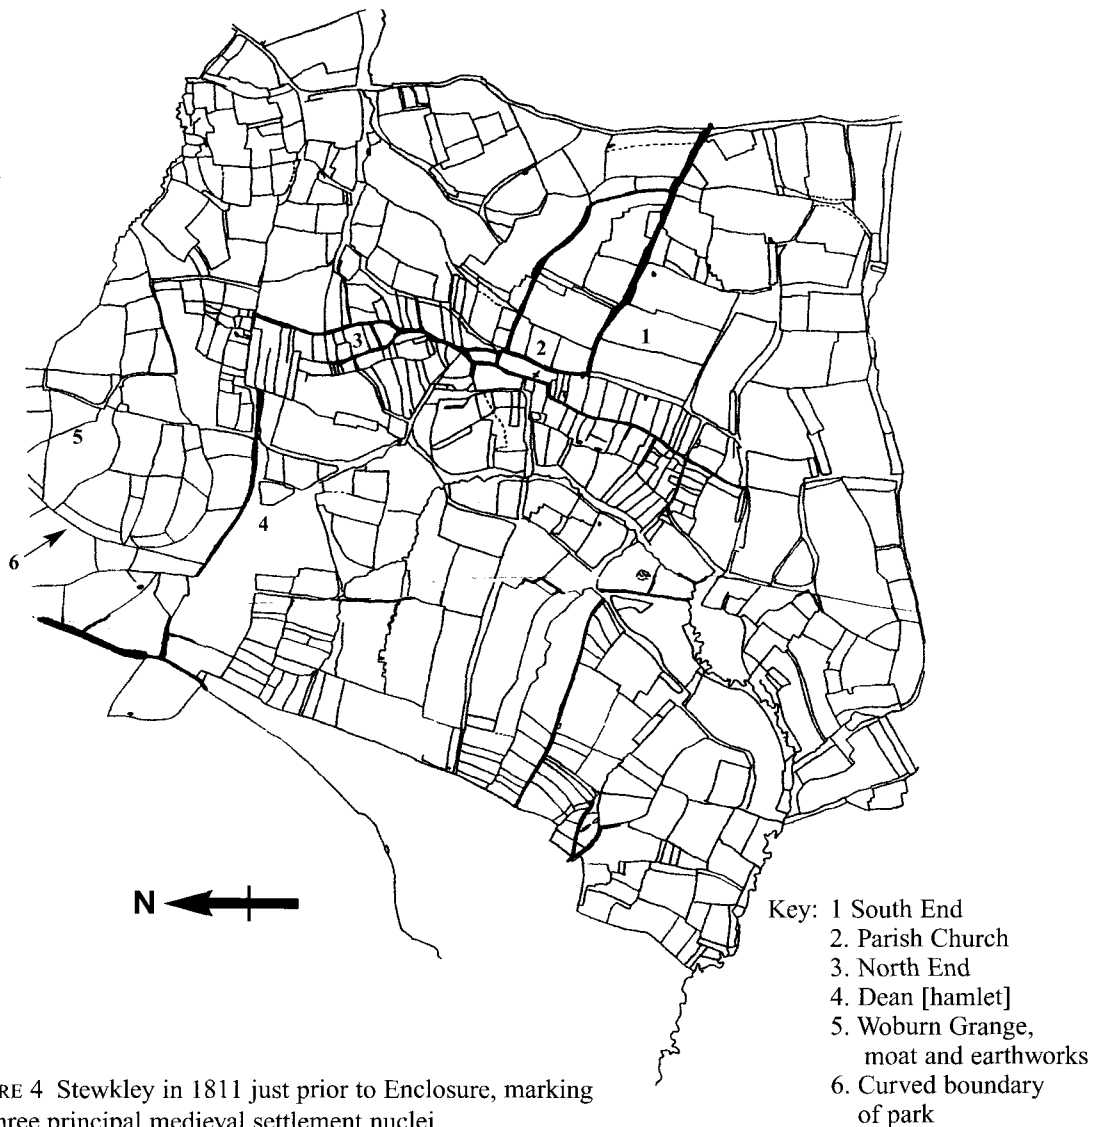 1
2
3
5
4
6
N
Key: 1 South End
2. Parish Church
3. North End
4. Dean [hamlet]
5. Woburn Grange,
moat and earthworks
6. Curved boundary
of park
RE 4 Stewkley in 1811 just prior to Enclosure, marking
hree principal medieval settlement nuclei